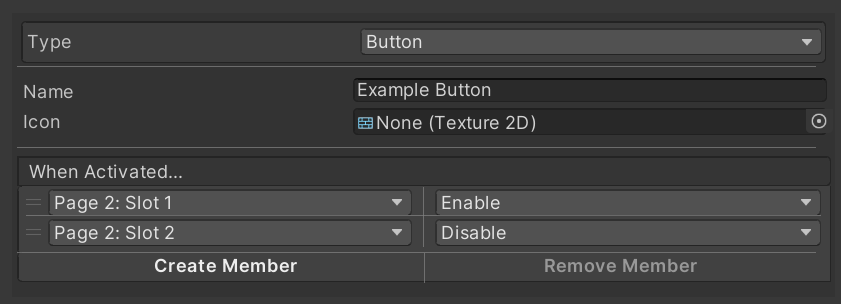 Type Button
Name Example Button
Icon None (Texture 2D)
When Activated...
Page 2: Slot 1 Enable
Page 2: Slot 2 Disable
Create Member Remove Member